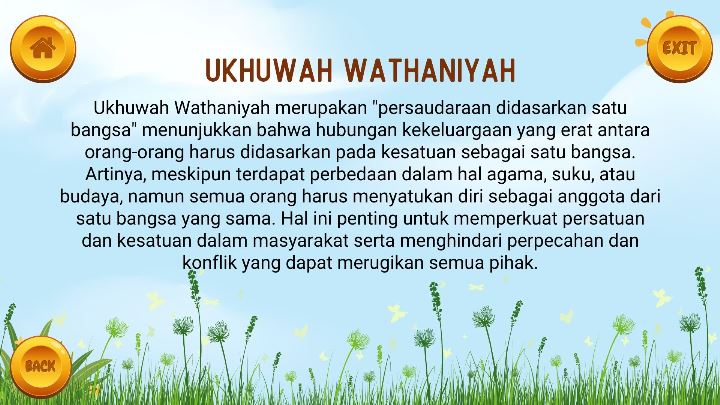 EXIT
UKHUWAH WATHANIYAH
Ukhuwah Wathaniyah merupakan "persaudaraan didasarkan satu
bangsa" menunjukkan bahwa hubungan kekeluargaan yang erat antara
orang-orang harus didasarkan pada kesatuan sebagai satu bangsa.
Artinya, meskipun terdapat perbedaan dalam hal agama, suku, atau
budaya, namun semua orang harus menyatukan diri sebagai anggota dari
satu bangsa yang sama. Hal ini penting untuk memperkuat persatuan
dan kesatuan dalam masyarakat serta menghindari perpecahan dan
konflik yang dapat merugikan semua pihak.
BACK